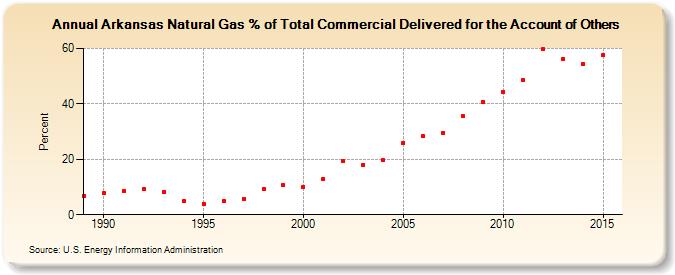 Annual Arkansas Natural Gas % of Total Commercial Delivered for the Account of Others
Percent
60
40
20
0
1990 1995 2000 2005 2010 2015
Source: U.S. Energy Information Administration